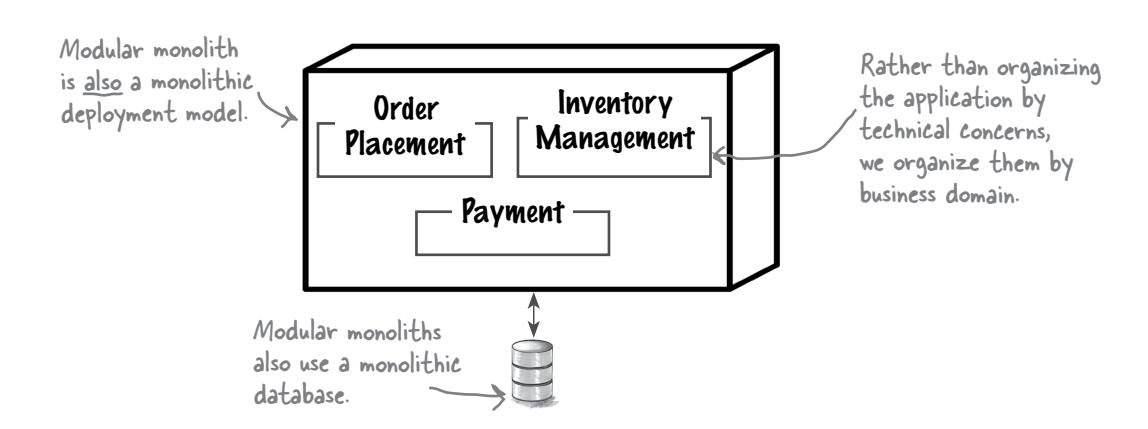 Modular monolith
is also a monolithic
deployment model.
Order
Placement
Inventory
Management
Payment
Rather than organizing
the application by
technical concerns,
we organize them by
business domain.
Modular monoliths
also use a monolithic
database.